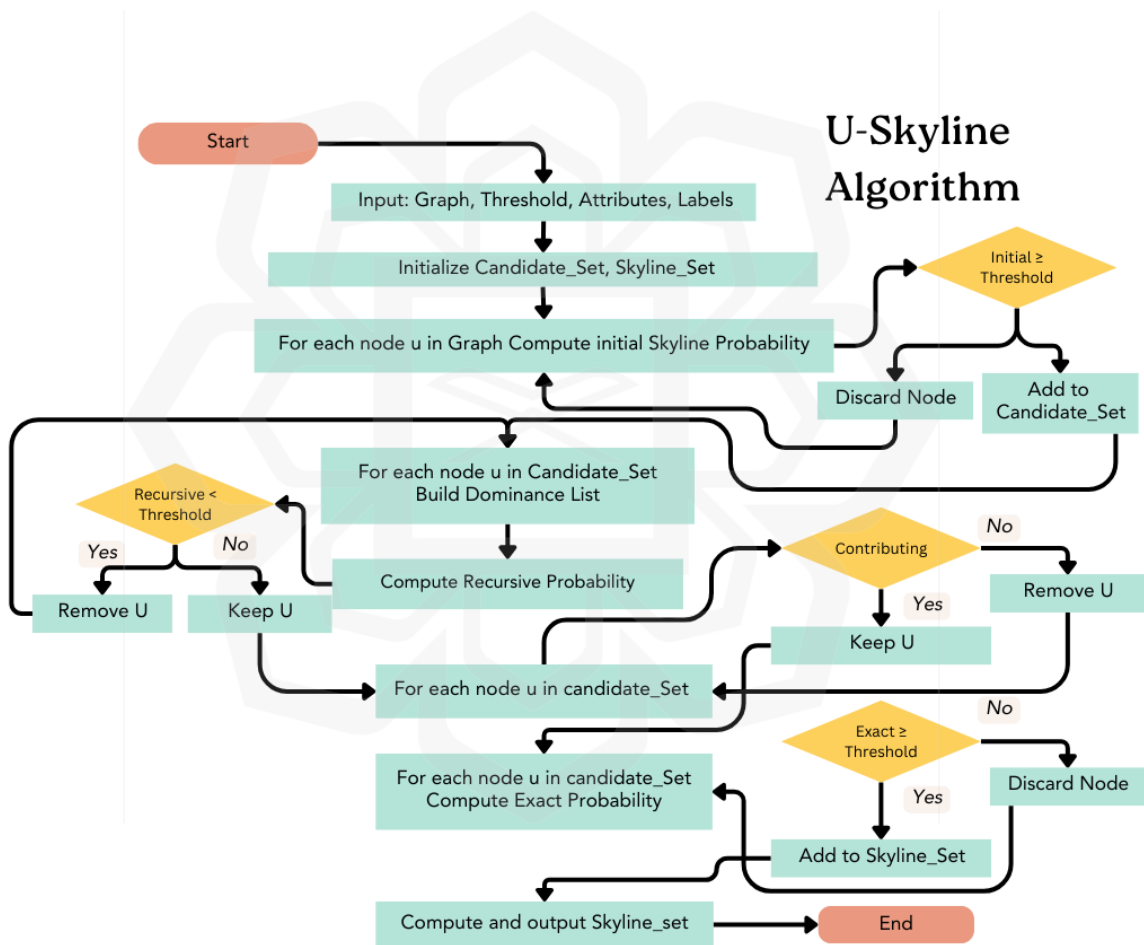 Start
U-Skyline
Algorithm
Input: Graph, Threshold, Attributes, Labels
Initialize Candidate_Set, Skyline_Set
Initial ≥
Threshold
For each node u in Graph Compute initial Skyline Probability
Discard Node
Add to
Candidate_Set
For each node u in Candidate_Set
Build Dominance List
Recursive <
Threshold
Yes
No
Compute Recursive Probability
Remove U
Keep U
Contributing
No
Yes
Remove U
Keep U
For each node u in candidate_Set
Exact ≥
Threshold
No
Yes
For each node u in candidate_Set
Compute Exact Probability
Discard Node
Add to Skyline_Set
Compute and output Skyline_set
End